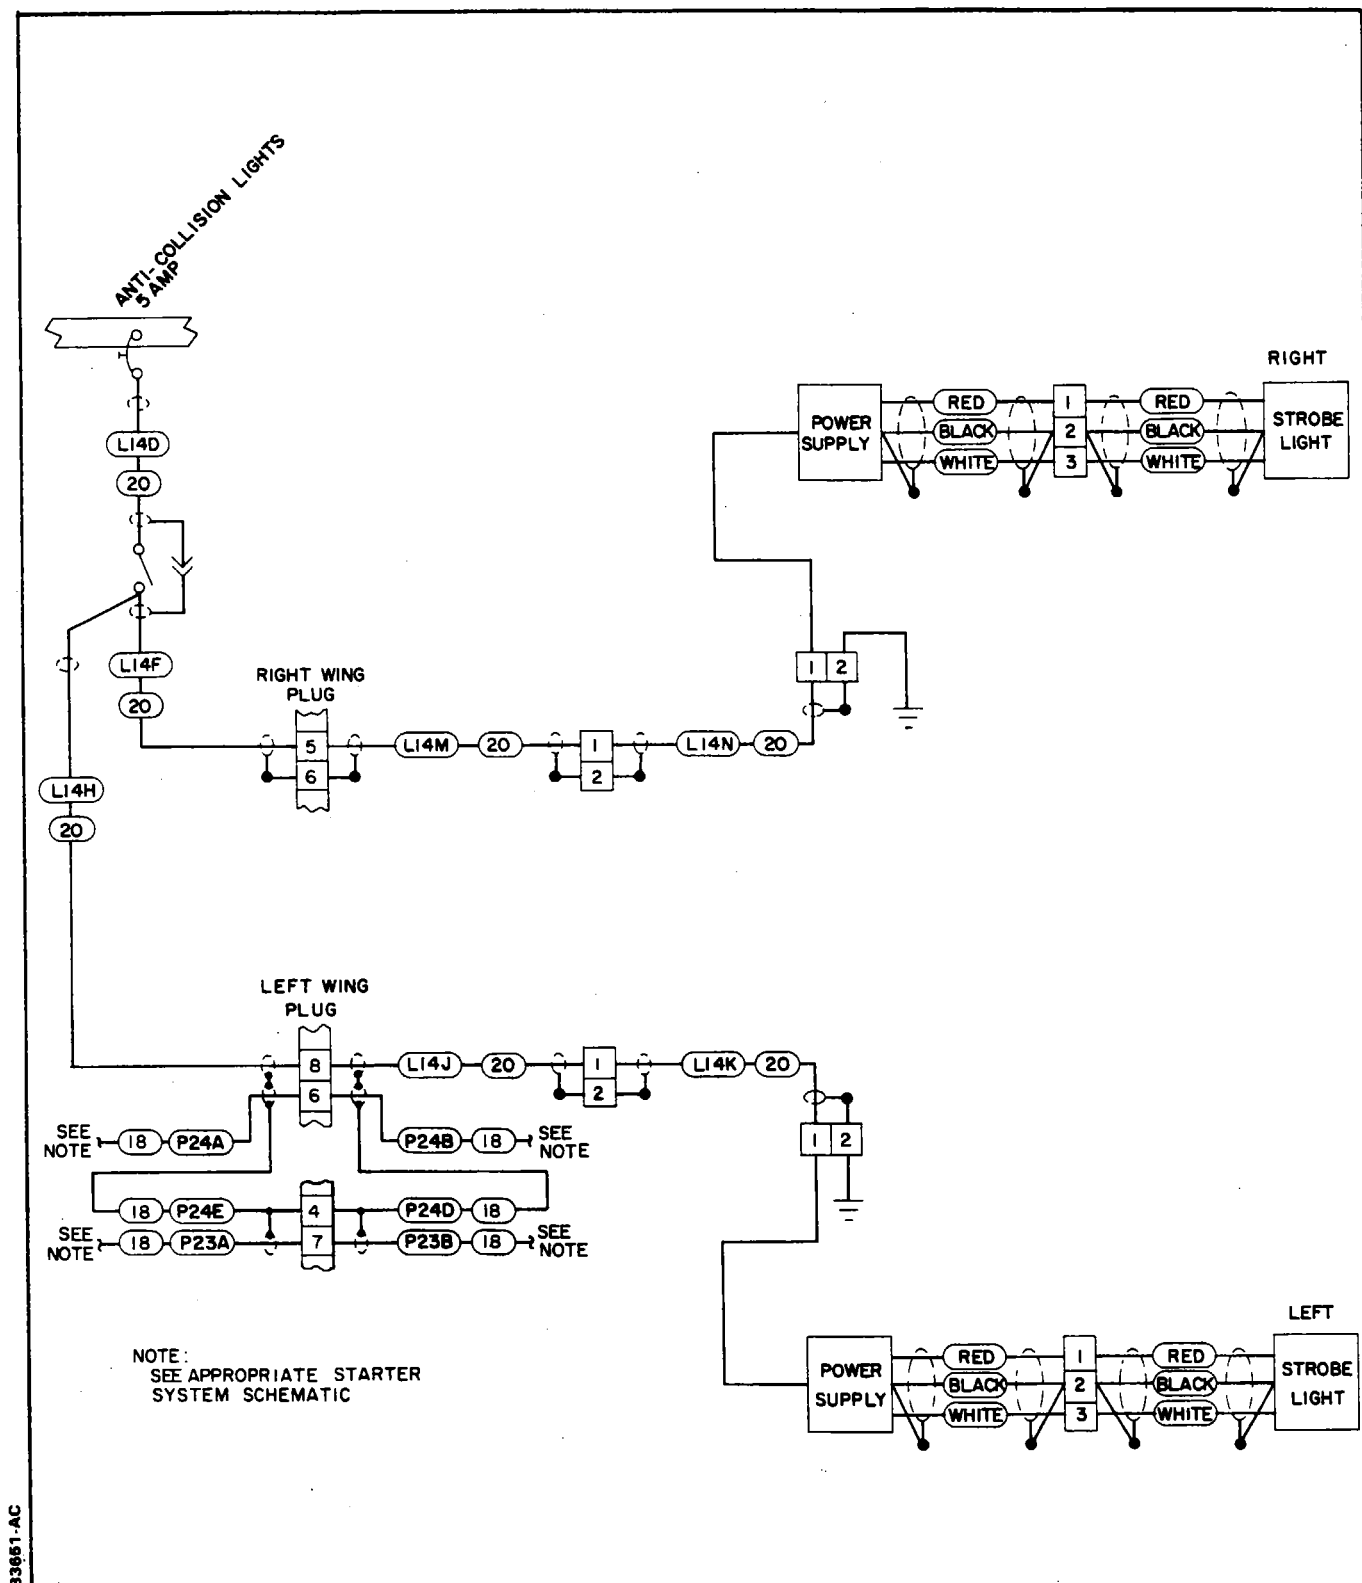 ANTI-COLLISION LIGHTS
5 AMP
L14D
20
RIGHT
POWER
SUPPLY
RED
BLACK
WHITE
1
2
3
RED
BLACK
WHITE
STROBE
LIGHT
L14F
20
1 2
RIGHT WING
PLUG
5
6
L14M 20
1
2
L14N 20
L14H
20
LEFT WING
PLUG
8
6
L14J 20
1
2
L14K 20
1 2
SEE
NOTE
18 P24A
P24B 18
SEE
NOTE
18 P24E
4
P24D 18
SEE
NOTE
18 P23A
7
P23B 18
SEE
NOTE
LEFT
POWER
SUPPLY
RED
BLACK
WHITE
1
2
3
RED
BLACK
WHITE
STROBE
LIGHT
NOTE:
SEE APPROPRIATE STARTER
SYSTEM SCHEMATIC
33661-AC